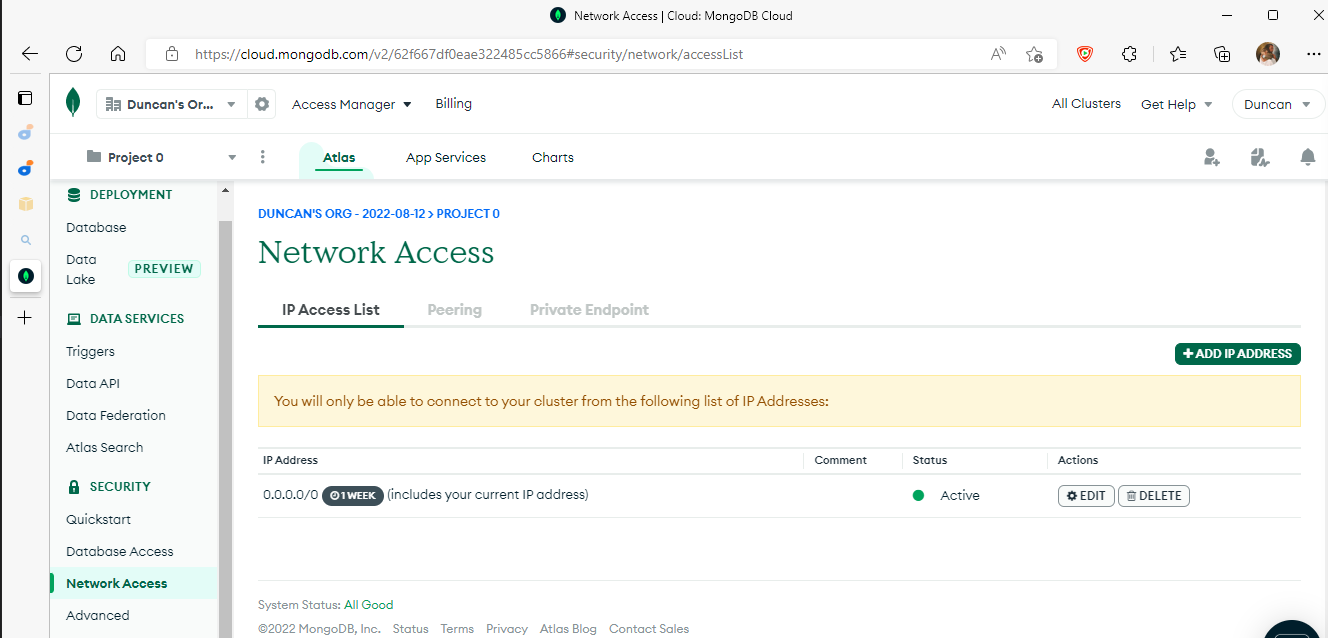 Network Access | Cloud: MongoDB Cloud
https://cloud.mongodb.com/v2/62f667df0eae322485cc5866#security/network/accessList
Duncan's Or... Access Manager Billing All Clusters Get Help Duncan
Project 0 Atlas App Services Charts
DEPLOYMENT
Database
Data Lake PREVIEW
DATA SERVICES
Triggers
Data API
Data Federation
Atlas Search
SECURITY
Quickstart
Database Access
Network Access
Advanced
DUNCAN'S ORG - 2022-08-12 > PROJECT 0
Network Access
IP Access List Peering Private Endpoint
+ ADD IP ADDRESS
You will only be able to connect to your cluster from the following list of IP Addresses:
IP Address Comment Status Actions
0.0.0.0/0 1 WEEK (includes your current IP address) Active EDIT DELETE
System Status: All Good
©2022 MongoDB, Inc. Status Terms Privacy Atlas Blog Contact Sales